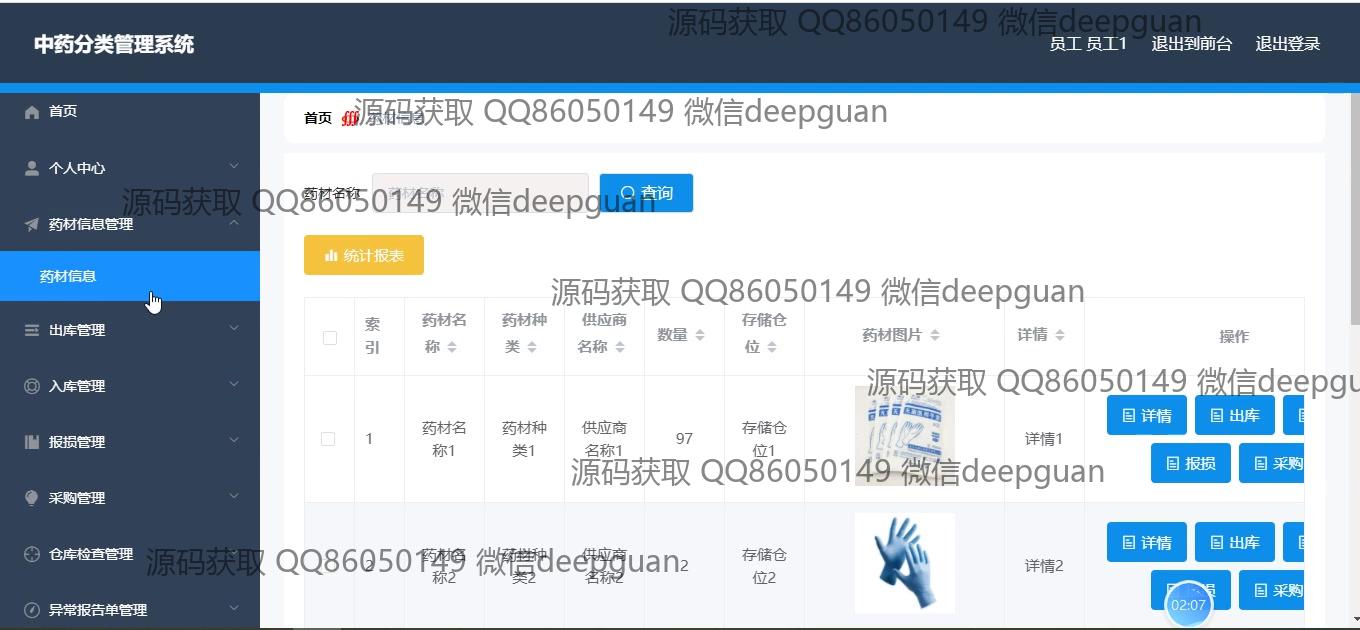 源码获取 QQ86050149 微信deepguan
中药分类管理系统
员工 员工1 退出到前台 退出登录
首页
个人中心
药材信息管理
药材信息
出库管理
入库管理
报损管理
采购管理
仓库检查管理
异常报告单管理
首页 药材信息
源码获取 QQ86050149 微信deepguan
药材名称 药材名称 查询
源码获取 QQ86050149 微信deepguan
统计报表
源码获取 QQ86050149 微信deepguan
索引 药材名称 药材种类 供应商名称 数量 存储仓位 药材图片 详情 操作
源码获取 QQ86050149 微信deepgu
1 药材名称1 药材种类1 供应商名称1 97 存储仓位1 详情1 详情 出库
报损 采购
源码获取 QQ86050149 微信deepguan
2 药材名称2 药材种类2 供应商名称2 2 存储仓位2 详情2 详情 出库
采购
源码获取 QQ86050149 微信deepguan
02:07